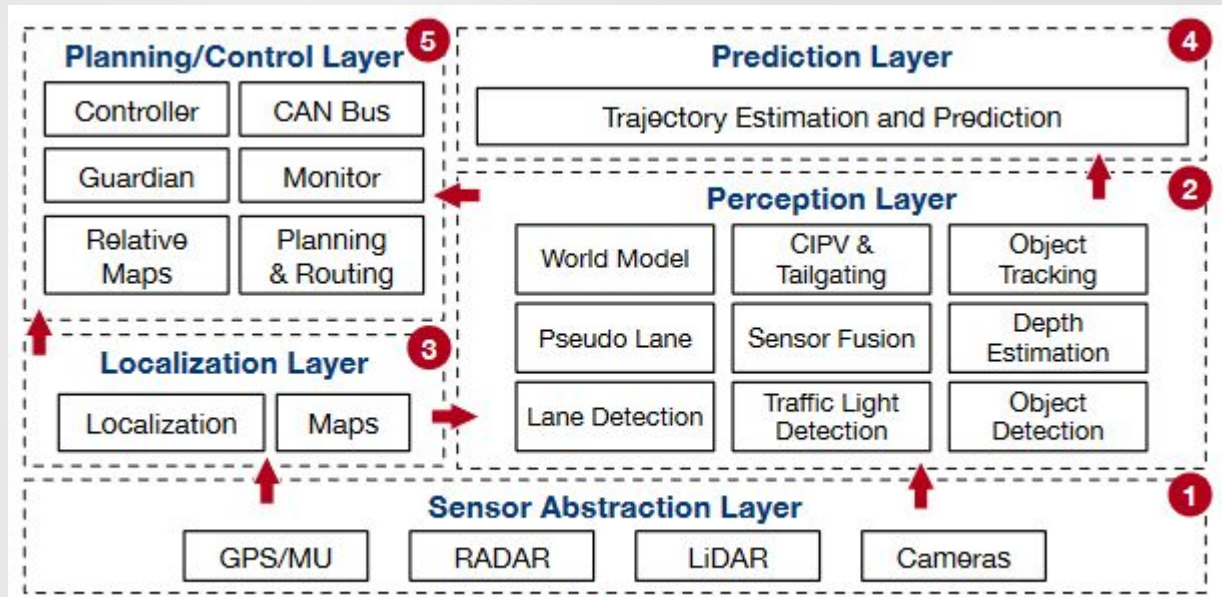 5
Planning/Control Layer
Controller
CAN Bus
Guardian
Monitor
Relative
Maps
Planning
& Routing
4
Prediction Layer
Trajectory Estimation and Prediction
2
Perception Layer
World Model
CIPV &
Tailgating
Object
Tracking
Pseudo Lane
Sensor Fusion
Depth
Estimation
Lane Detection
Traffic Light
Detection
Object
Detection
3
Localization Layer
Localization
Maps
1
Sensor Abstraction Layer
GPS/MU
RADAR
LiDAR
Cameras